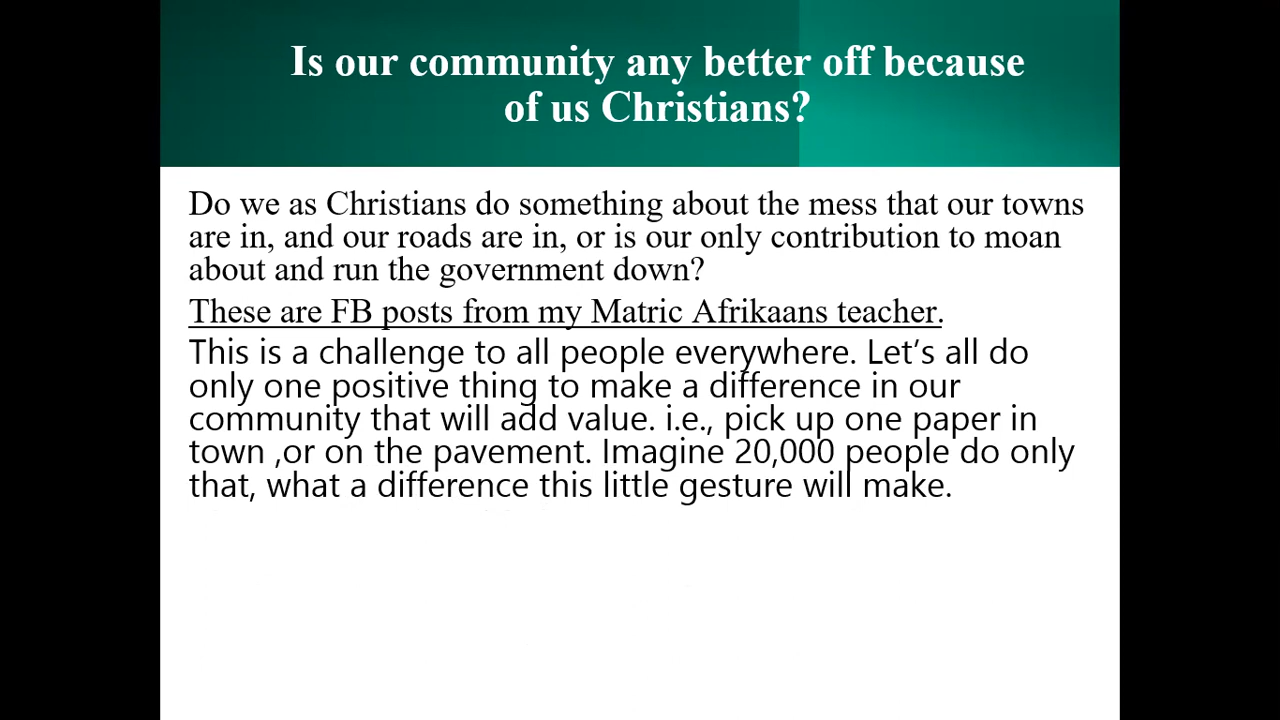 Is our community any better off because
of us Christians?
Do we as Christians do something about the mess that our towns
are in, and our roads are in, or is our only contribution to moan
about and run the government down?
These are FB posts from my Matric Afrikaans teacher.
This is a challenge to all people everywhere. Let’s all do
only one positive thing to make a difference in our
community that will add value. i.e., pick up one paper in
town ,or on the pavement. Imagine 20,000 people do only
that, what a difference this little gesture will make.